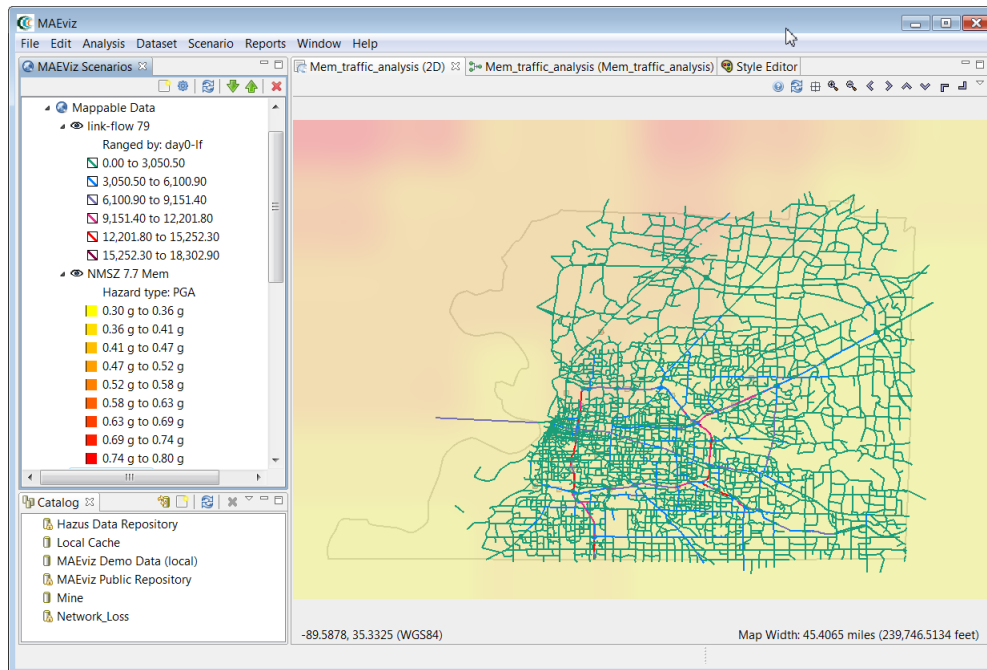 MAEviz
File Edit Analysis Dataset Scenario Reports Window Help
MAEViz Scenarios
Mappable Data
link-flow 79
Ranged by: day0-lf
0.00 to 3,050.50
3,050.50 to 6,100.90
6,100.90 to 9,151.40
9,151.40 to 12,201.80
12,201.80 to 15,252.30
15,252.30 to 18,302.90
NMSZ 7.7 Mem
Hazard type: PGA
0.30 g to 0.36 g
0.36 g to 0.41 g
0.41 g to 0.47 g
0.47 g to 0.52 g
0.52 g to 0.58 g
0.58 g to 0.63 g
0.63 g to 0.69 g
0.69 g to 0.74 g
0.74 g to 0.80 g
Catalog
Hazus Data Repository
Local Cache
MAEviz Demo Data (local)
MAEviz Public Repository
Mine
Network_Loss
Mem_traffic_analysis (2D) Mem_traffic_analysis (Mem_traffic_analysis) Style Editor
-89.5878, 35.3325 (WGS84) Map Width: 45.4065 miles (239,746.5134 feet)